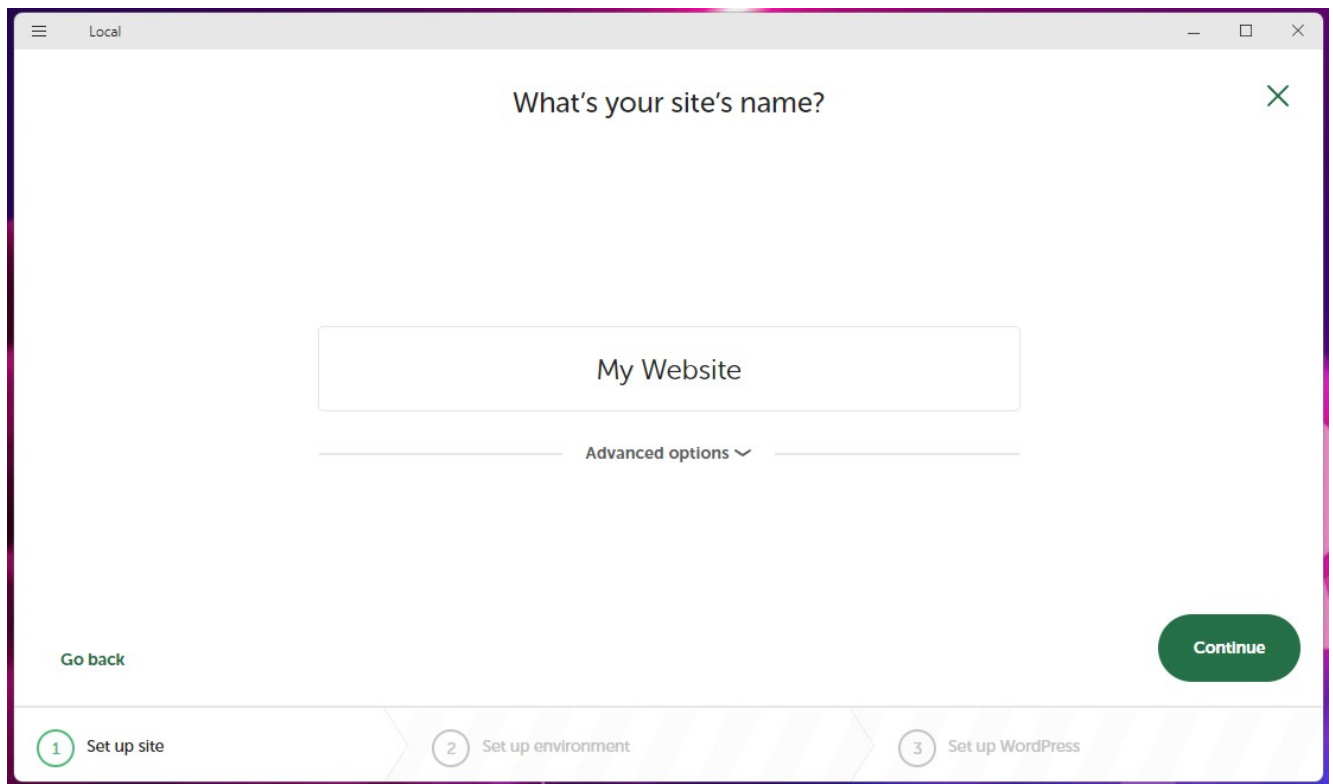 Local
What's your site's name?
My Website
Advanced options
Go back
Continue
1 Set up site
2 Set up environment
3 Set up WordPress